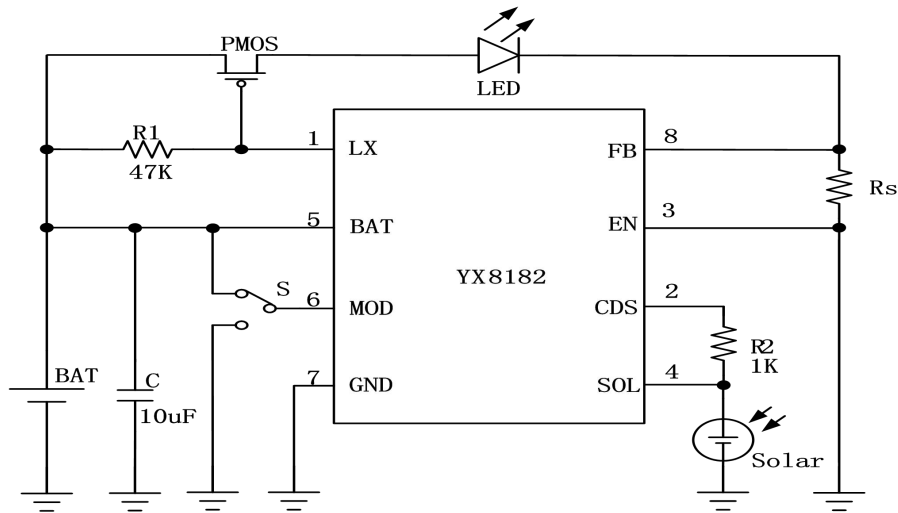 PMOS
LED
R1
47K
1
LX
FB
8
Rs
5
BAT
EN
3
YX8182
S
6
MOD
CDS
2
R2
1K
BAT
C
10uF
7
GND
SOL
4
Solar